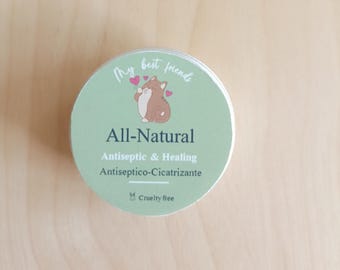 My best friends
All-Natural
Antiseptic & Healing
Antiseptico-Cicatrizante
Cruelty free